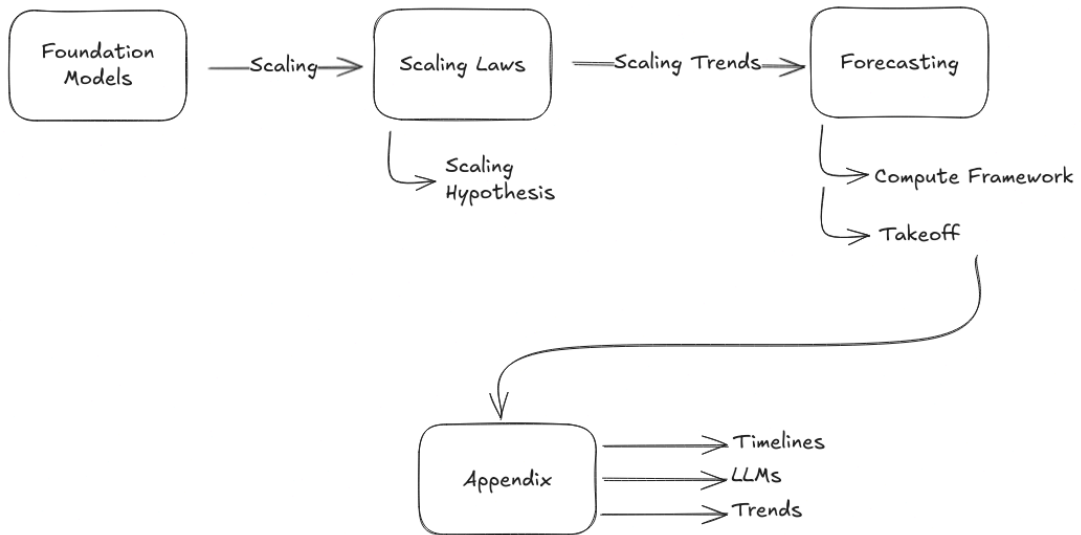 Foundation
Models
Scaling
Scaling Laws
Scaling Trends
Forecasting
Scaling
Hypothesis
Compute Framework
Takeoff
Appendix
Timelines
LLMs
Trends